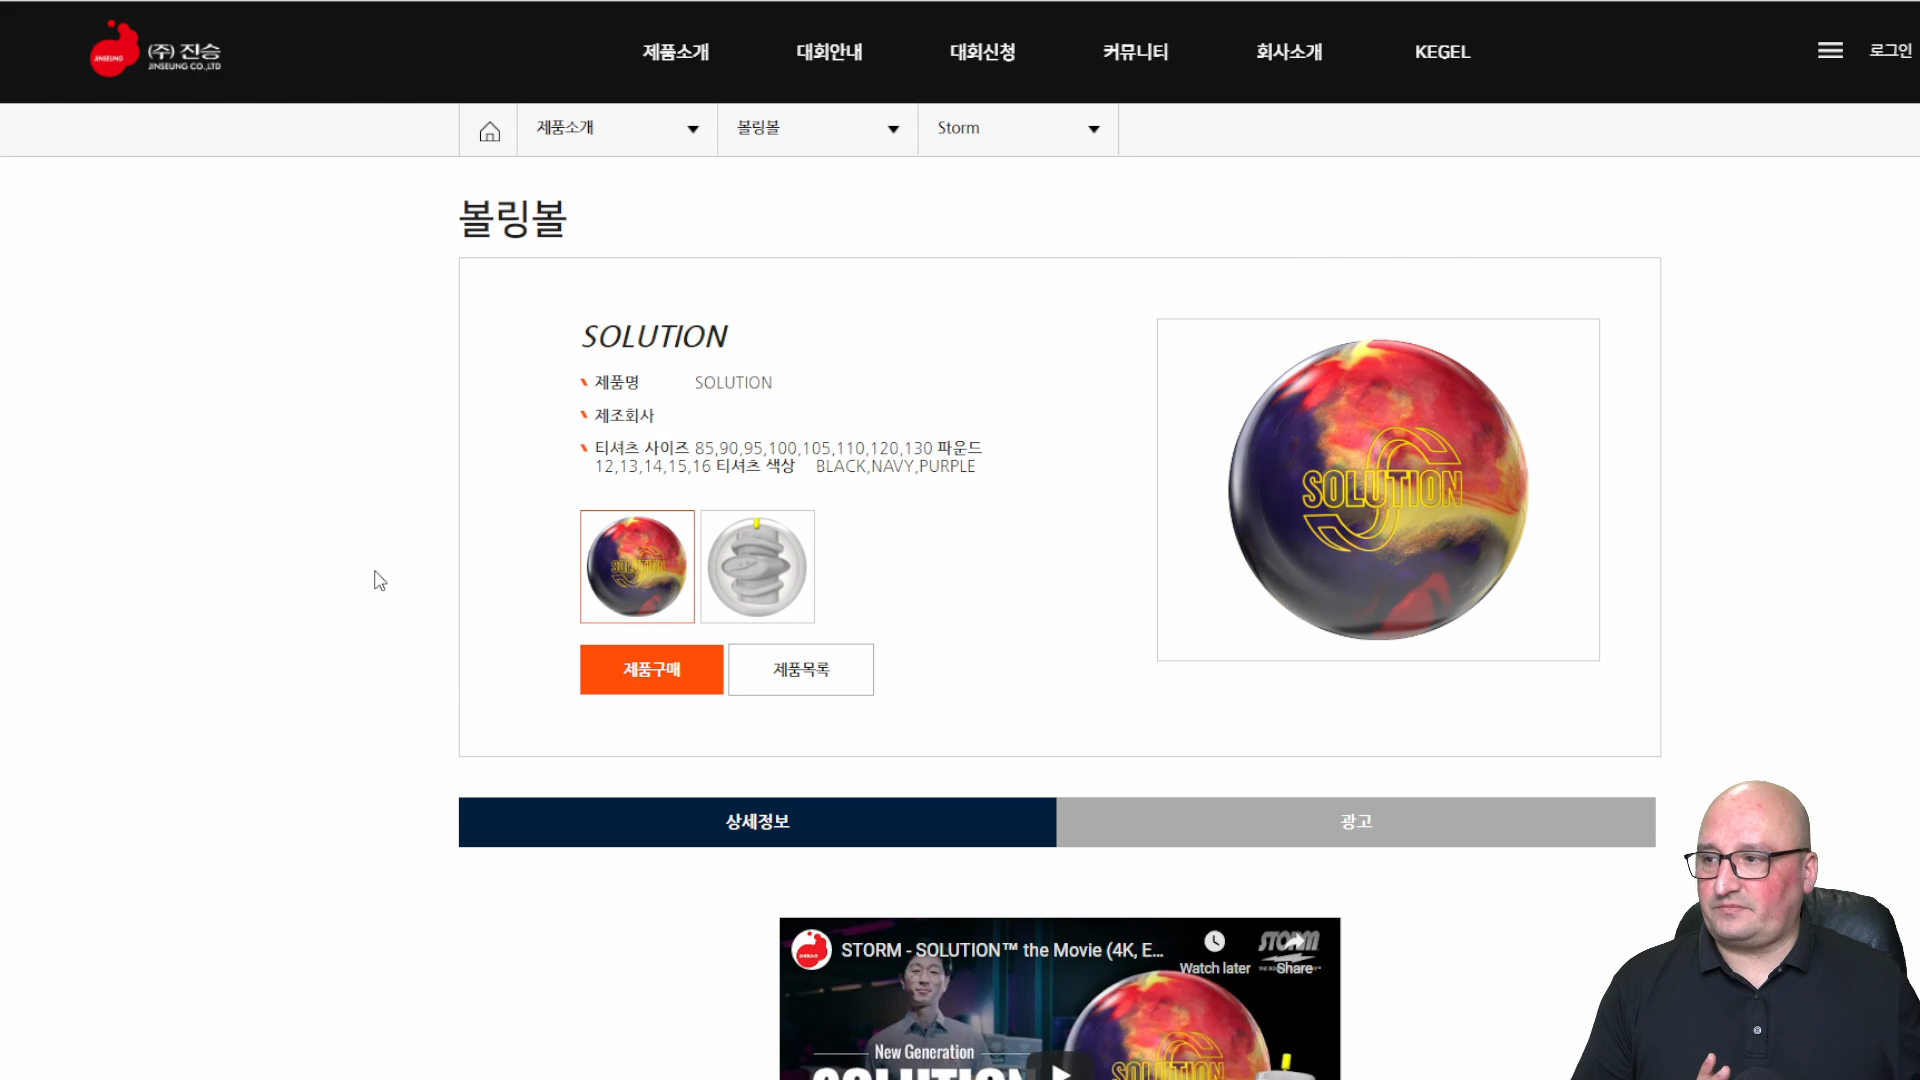 JINSEUNG
(주) 진승
JINSEUNG CO.,LTD
제품소개
대회안내
대회신청
커뮤니티
회사소개
KEGEL
로그인
제품소개
볼링볼
Storm
볼링볼
SOLUTION
제품명 SOLUTION
제조회사
티셔츠 사이즈 85,90,95,100,105,110,120,130 파운드
12,13,14,15,16 티셔츠 색상 BLACK,NAVY,PURPLE
SOLUTION
SOLUTION
제품구매
제품목록
상세정보
광고
STORM - SOLUTION™ the Movie (4K, E...
Watch later
Share
STORM
New Generation
SOLUTION
SOLUTION